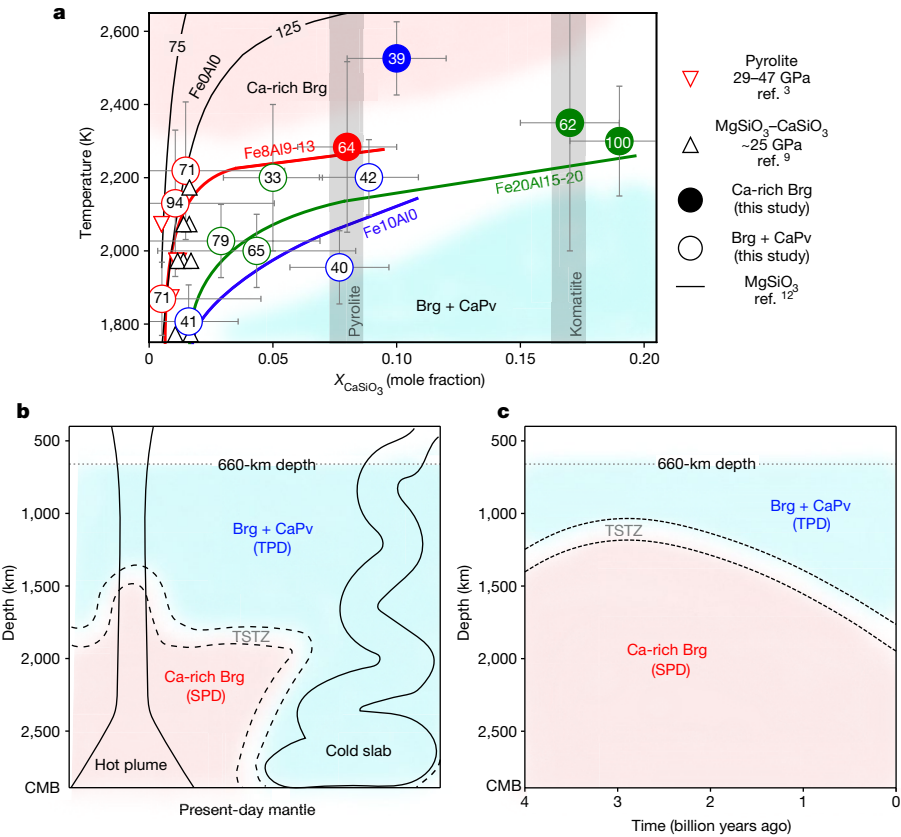 a
2,600
2,400
2,200
2,000
1,800
Temperature (K)
0
0.05
0.10
0.15
0.20
XCaSiO3 (mole fraction)
75
Fe0Al0
125
Ca-rich Brg
39
62
100
64
Fe8Al9-13
71
33
42
Fe20Al15-20
94
Fe10Al0
79
65
40
71
41
Brg + CaPv
Pyrolite
Komatiite
Pyrolite
29–47 GPa
ref. 3
MgSiO3–CaSiO3
~25 GPa
ref. 9
Ca-rich Brg
(this study)
Brg + CaPv
(this study)
MgSiO3
ref. 12
b
500
1,000
1,500
2,000
2,500
CMB
Depth (km)
660-km depth
Brg + CaPv
(TPD)
TSTZ
Ca-rich Brg
(SPD)
Hot plume
Cold slab
Present-day mantle
c
500
1,000
1,500
2,000
2,500
CMB
Depth (km)
660-km depth
Brg + CaPv
(TPD)
TSTZ
Ca-rich Brg
(SPD)
4
3
2
1
0
Time (billion years ago)